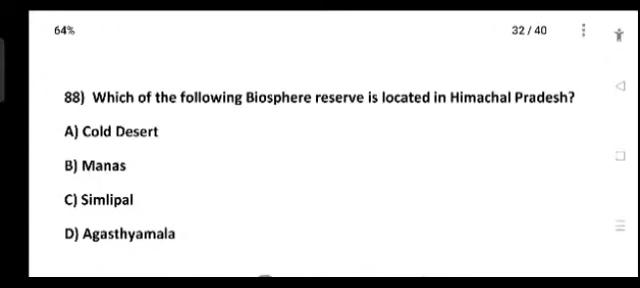 64%
32 / 40
88) Which of the following Biosphere reserve is located in Himachal Pradesh?
A) Cold Desert
B) Manas
C) Simlipal
D) Agasthyamala